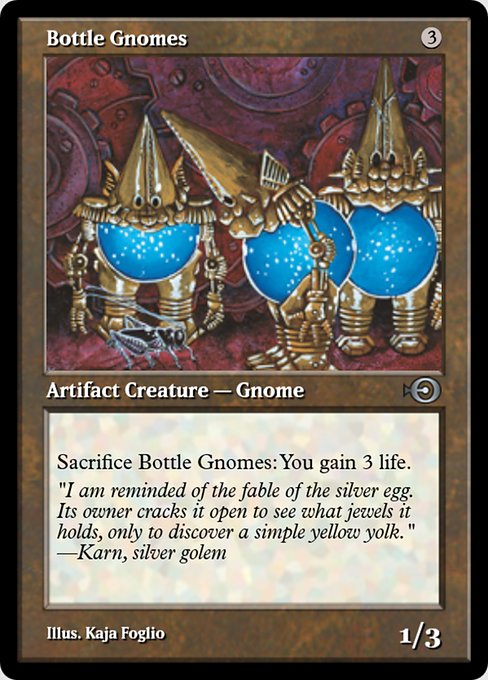 Bottle Gnomes 3
Artifact Creature — Gnome
Sacrifice Bottle Gnomes: You gain 3 life.
"I am reminded of the fable of the silver egg.
Its owner cracks it open to see what jewels it
holds, only to discover a simple yellow yolk."
—Karn, silver golem
Illus. Kaja Foglio
1/3